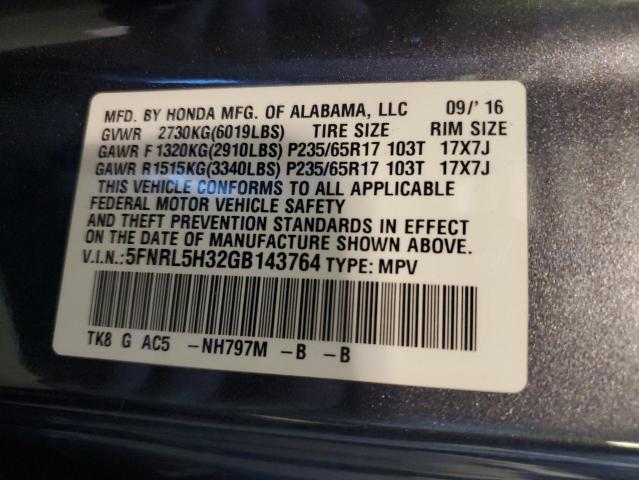 MFD. BY HONDA MFG. OF ALABAMA, LLC 09/'16
GVWR 2730KG(6019LBS) TIRE SIZE RIM SIZE
GAWR F1320KG(2910LBS) P235/65R17 103T 17X7J
GAWR R1515KG(3340LBS) P235/65R17 103T 17X7J
THIS VEHICLE CONFORMS TO ALL APPLICABLE
FEDERAL MOTOR VEHICLE SAFETY
AND THEFT PREVENTION STANDARDS IN EFFECT
ON THE DATE OF MANUFACTURE SHOWN ABOVE.
V.I.N.:5FNRL5H32GB143764 TYPE: MPV
TK8 G AC5 -NH797M -B -B